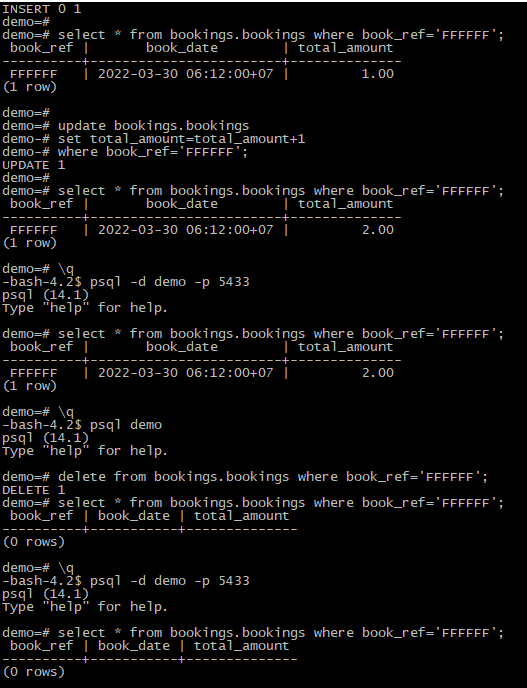 INSERT 0 1
demo=#
demo=# select * from bookings.bookings where book_ref='FFFFFF';
 book_ref |       book_date        | total_amount
----------+------------------------+--------------
 FFFFFF   | 2022-03-30 06:12:00+07 |         1.00
(1 row)

demo=#
demo=# update bookings.bookings
demo-# set total_amount=total_amount+1
demo-# where book_ref='FFFFFF';
UPDATE 1
demo=#
demo=# select * from bookings.bookings where book_ref='FFFFFF';
 book_ref |       book_date        | total_amount
----------+------------------------+--------------
 FFFFFF   | 2022-03-30 06:12:00+07 |         2.00
(1 row)

demo=# \q
-bash-4.2$ psql -d demo -p 5433
psql (14.1)
Type "help" for help.

demo=# select * from bookings.bookings where book_ref='FFFFFF';
 book_ref |       book_date        | total_amount
----------+------------------------+--------------
 FFFFFF   | 2022-03-30 06:12:00+07 |         2.00
(1 row)

demo=# \q
-bash-4.2$ psql demo
psql (14.1)
Type "help" for help.

demo=# delete from bookings.bookings where book_ref='FFFFFF';
DELETE 1
demo=# select * from bookings.bookings where book_ref='FFFFFF';
 book_ref | book_date | total_amount
----------+-----------+--------------
(0 rows)

demo=# \q
-bash-4.2$ psql -d demo -p 5433
psql (14.1)
Type "help" for help.

demo=# select * from bookings.bookings where book_ref='FFFFFF';
 book_ref | book_date | total_amount
----------+-----------+--------------
(0 rows)